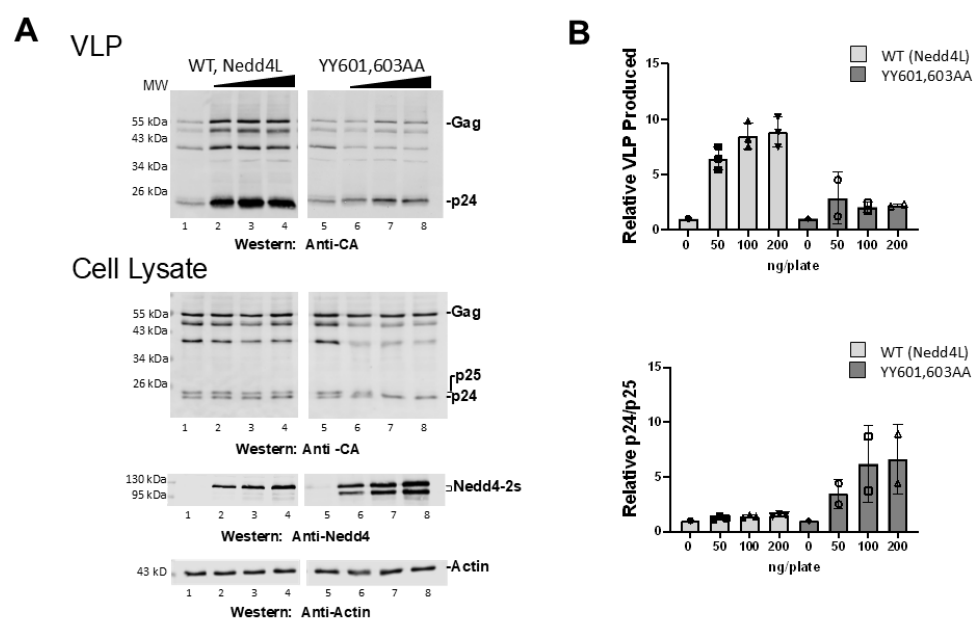 A
VLP
WT, Nedd4L
YY601,603AA
MW
55 kDa
43 kDa
34 kDa
26 kDa
-Gag
-p24
1 2 3 4 5 6 7 8
Western: Anti-CA
Cell Lysate
55 kDa
43 kDa
34 kDa
26 kDa
-Gag
p25
p24
1 2 3 4 5 6 7 8
Western: Anti -CA
130 kDa
95 kDa
Nedd4-2s
1 2 3 4 5 6 7 8
Western: Anti-Nedd4
43 kD
-Actin
1 2 3 4 5 6 7 8
Western: Anti-Actin
B
WT (Nedd4L)
YY601,603AA
Relative VLP Produced
15
10
5
0
0 50 100 200 0 50 100 200
ng/plate
WT (Nedd4L)
YY601,603AA
Relative p24/p25
15
10
5
0
0 50 100 200 0 50 100 200
ng/plate